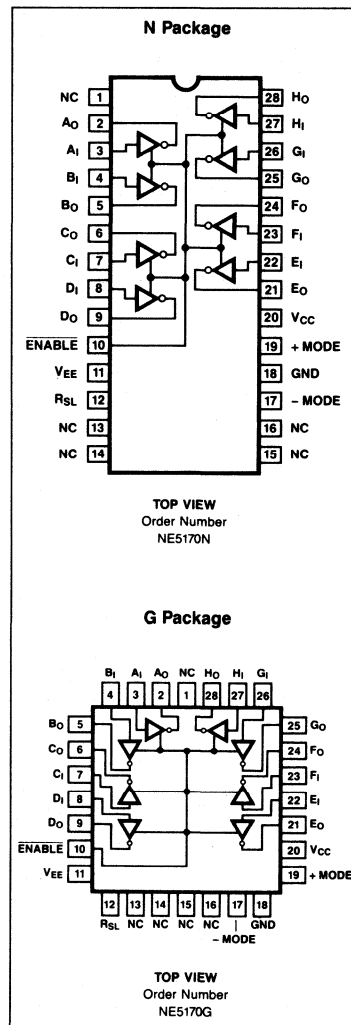 N Package
NC 1 28 HO
AO 2 27 HI
AI 3 26 GI
BI 4 25 GO
BO 5 24 FO
CO 6 23 FI
CI 7 22 EI
DI 8 21 EO
DO 9 20 VCC
ENABLE 10 19 + MODE
VEE 11 18 GND
RSL 12 17 − MODE
NC 13 16 NC
NC 14 15 NC
TOP VIEW
Order Number
NE5170N
G Package
BI AI AO NC HO HI GI
4 3 2 1 28 27 26
BO 5 25 GO
CO 6 24 FO
CI 7 23 FI
DI 8 22 EI
DO 9 21 EO
ENABLE 10 20 VCC
VEE 11 19 + MODE
12 13 14 15 16 17 18
RSL NC NC NC NC | GND
− MODE
TOP VIEW
Order Number
NE5170G